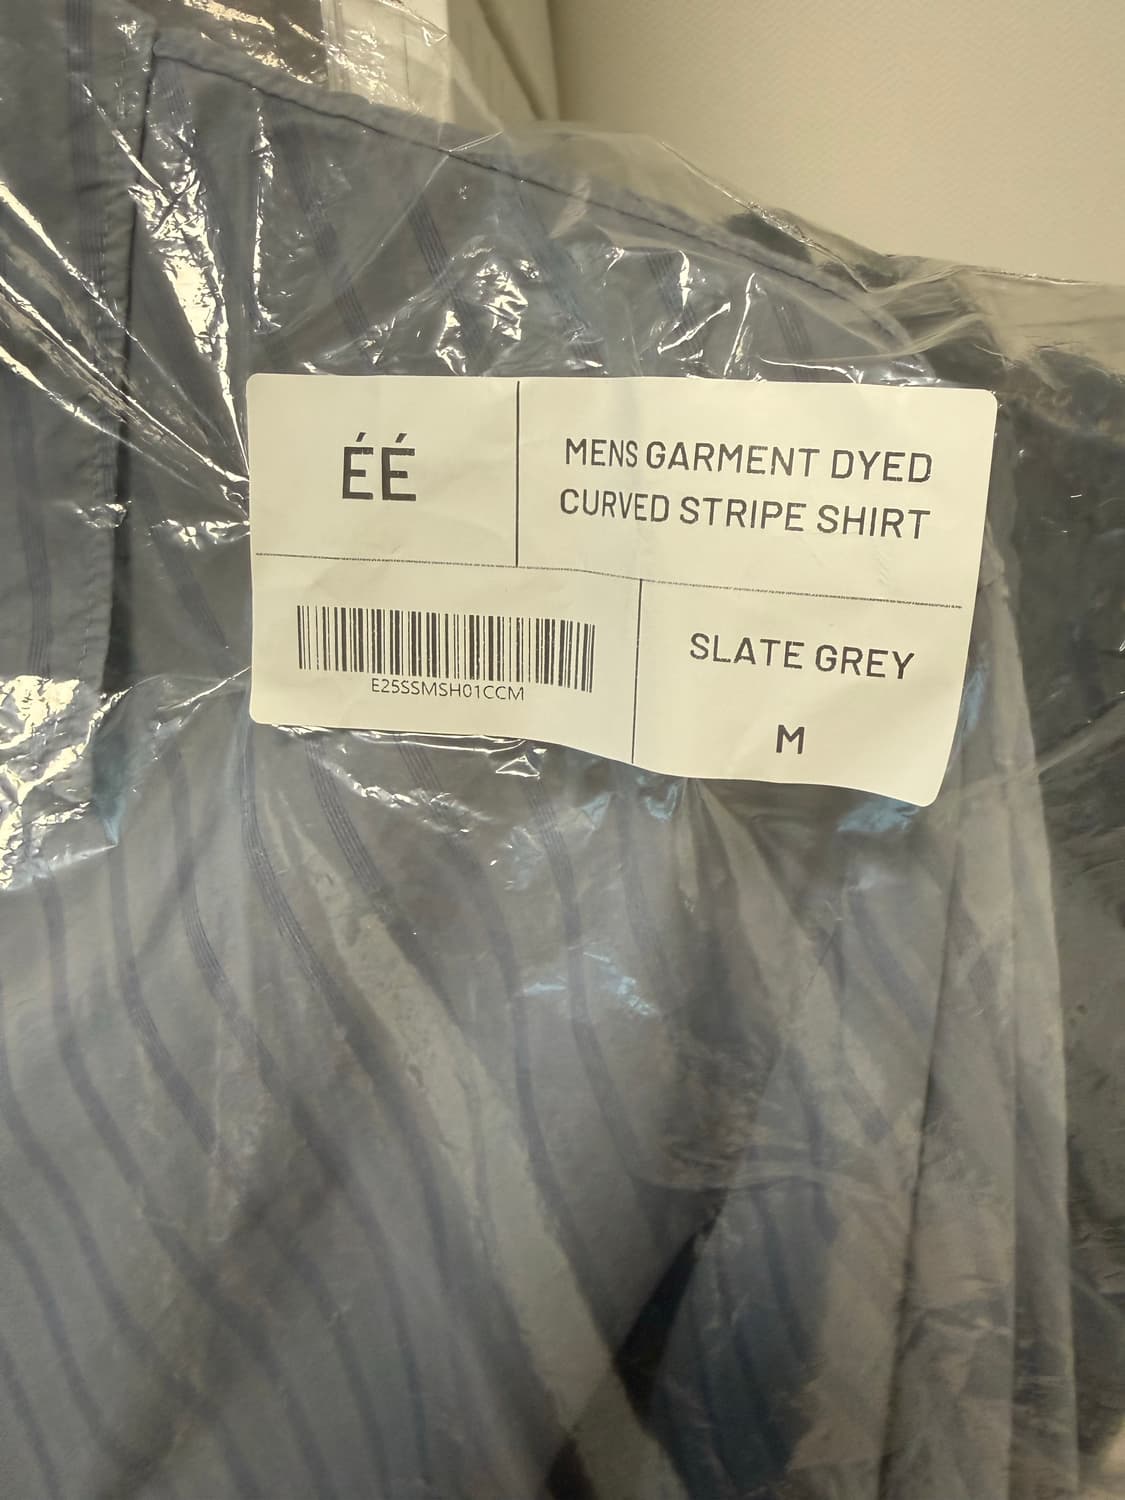 ÉÉ
MENS GARMENT DYED
CURVED STRIPE SHIRT
E25SSMSH01CCM
SLATE GREY
M